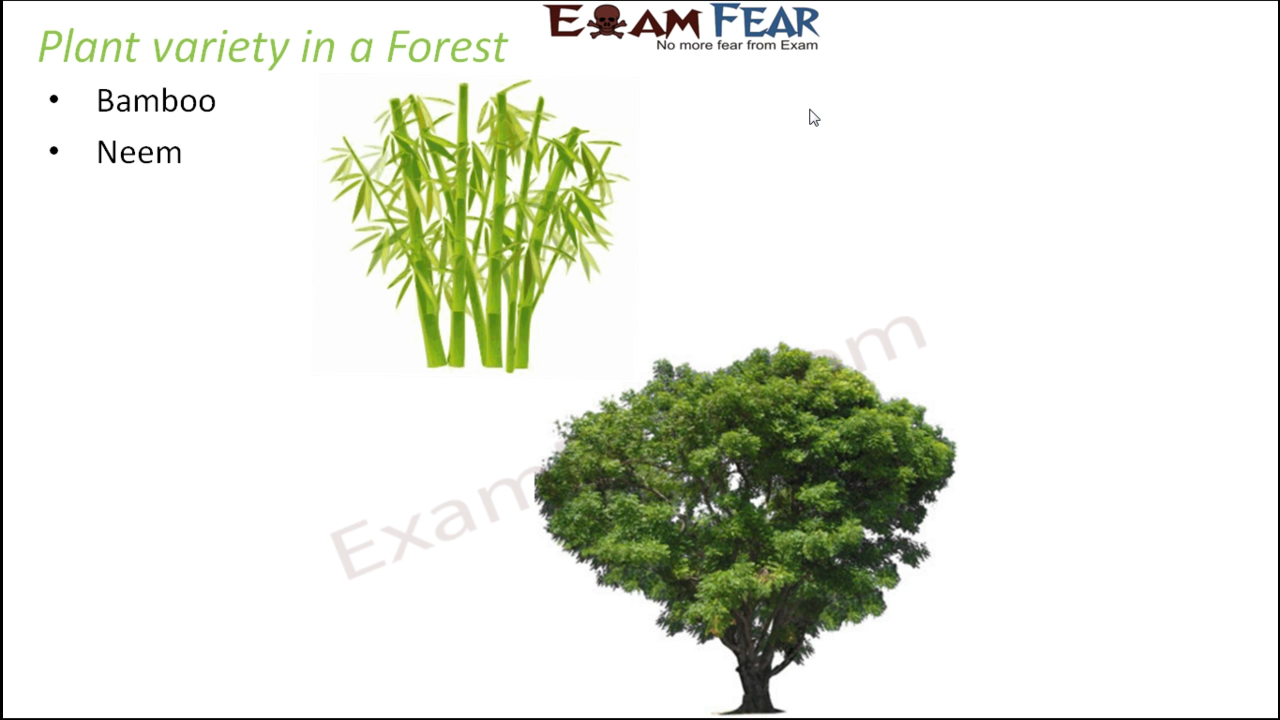 Plant variety in a Forest
EXAM FEAR
No more fear from Exam
• Bamboo
• Neem